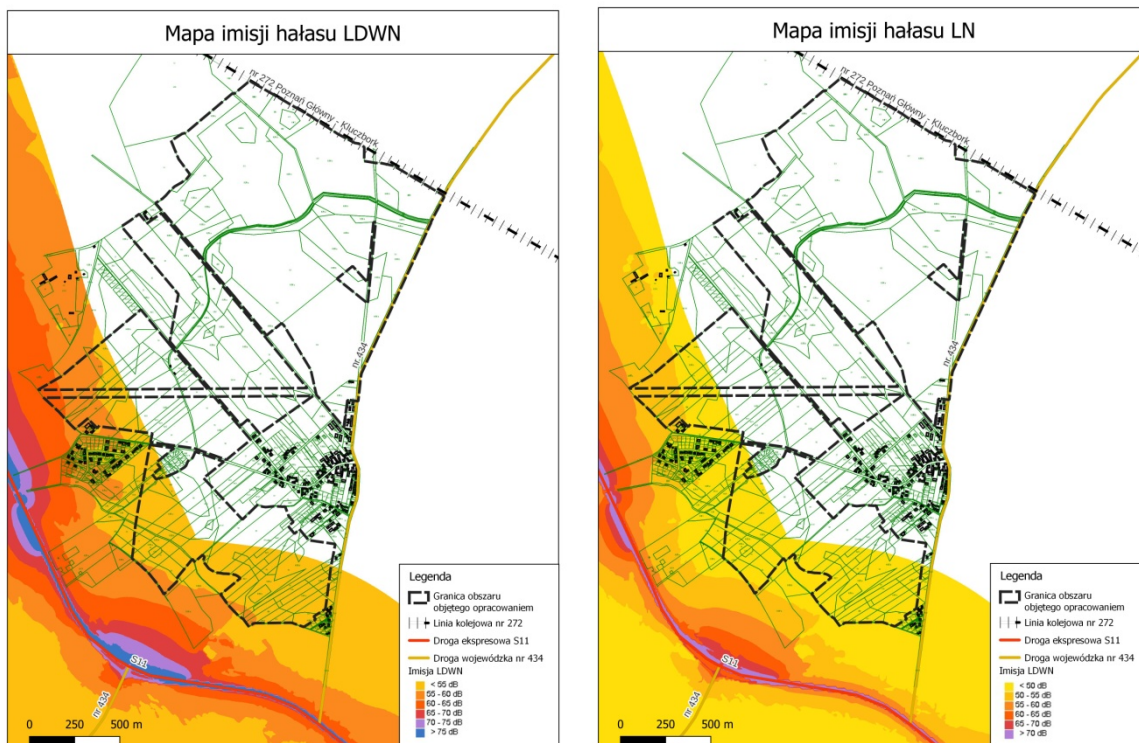 Mapa imisji hałasu LDWN
nr 272 Poznań Główny - Kluczbork
nr 434
S11
nr 434
Legenda
Granica obszaru
objętego opracowaniem
Linia kolejowa nr 272
Droga ekspresowa S11
Droga wojewódzka nr 434
Imisja LDWN
< 55 dB
55 - 60 dB
60 - 65 dB
65 - 70 dB
70 - 75 dB
> 75 dB
0 250 500 m
Mapa imisji hałasu LN
nr 272 Poznań Główny - Kluczbork
nr 434
S11
nr 434
Legenda
Granica obszaru
objętego opracowaniem
Linia kolejowa nr 272
Droga ekspresowa S11
Droga wojewódzka nr 434
Imisja LDWN
< 50 dB
50 - 55 dB
55 - 60 dB
60 - 65 dB
65 - 70 dB
> 70 dB
0 250 500 m